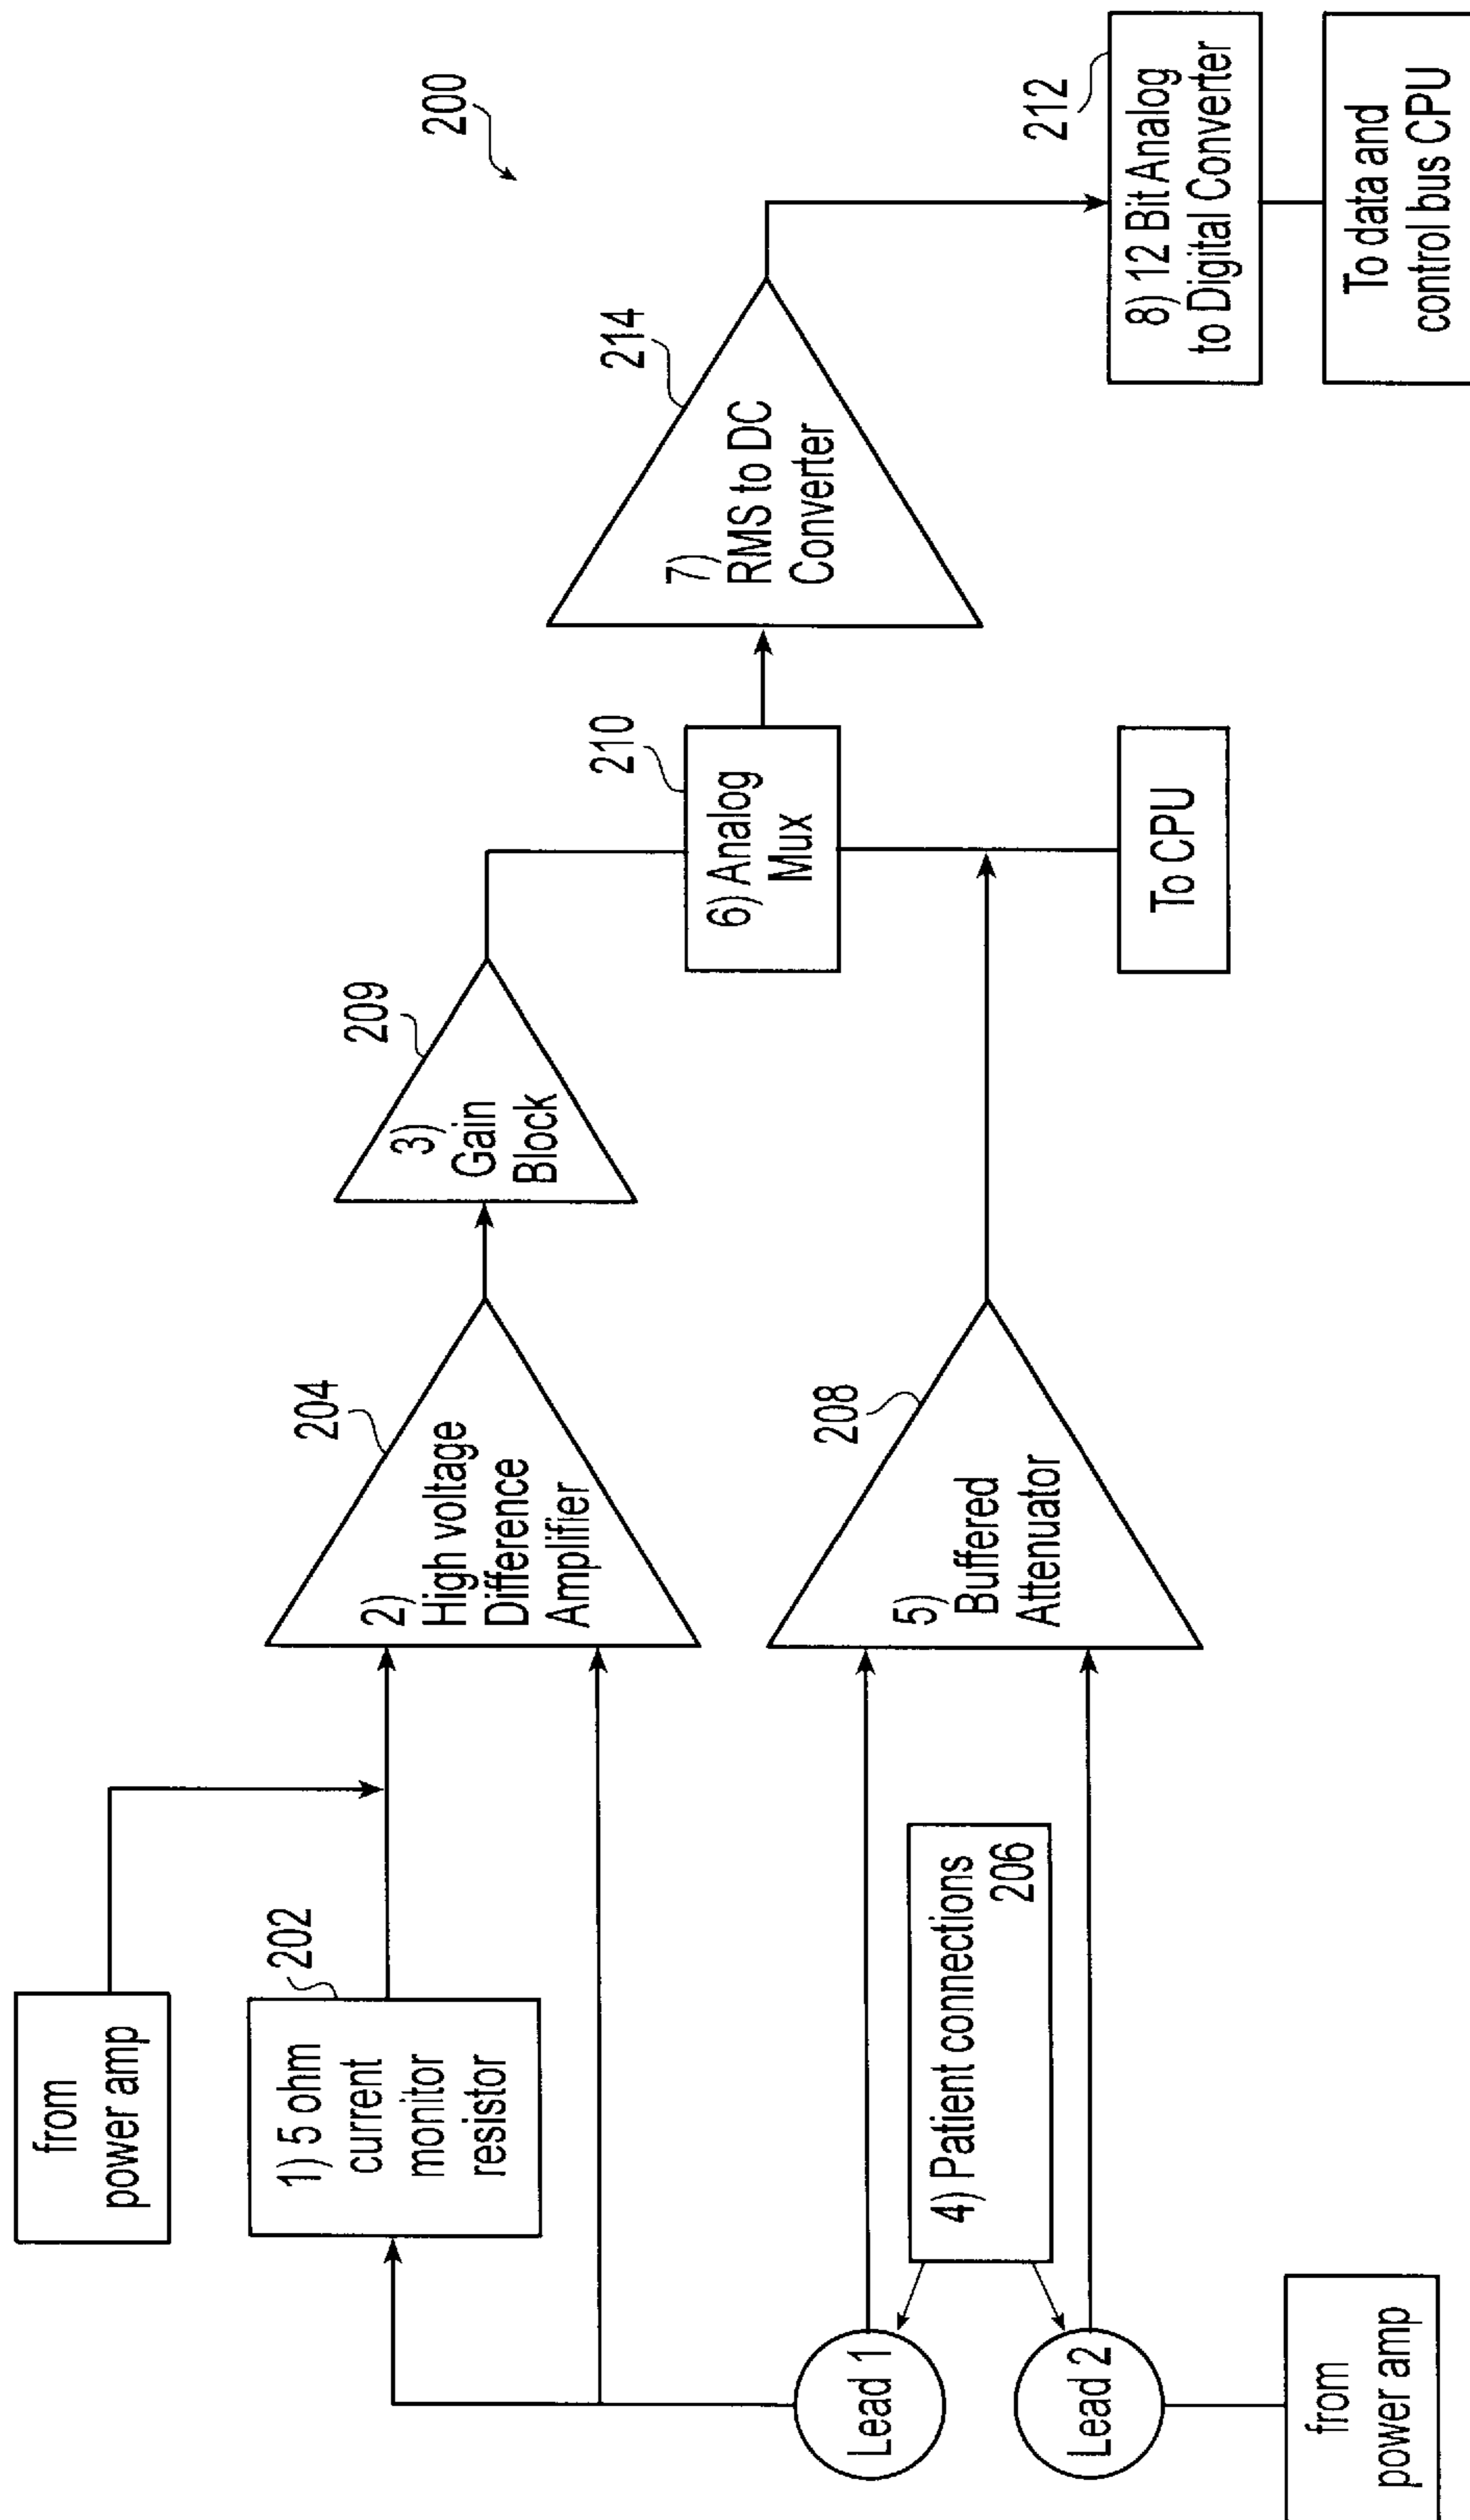 200
from
power amp
202
1) 5 ohm
current
monitor
resistor
204
2)
High voltage
Difference
Amplifier
209
3)
Gain
Block
210
6) Analog
Mux
214
7)
RMS to DC
Converter
212
8) 12 Bit Analog
to Digital Converter
To data and
control bus CPU
Lead 1
Lead 2
4) Patient connections
206
208
5)
Buffered
Attenuator
To CPU
from
power amp